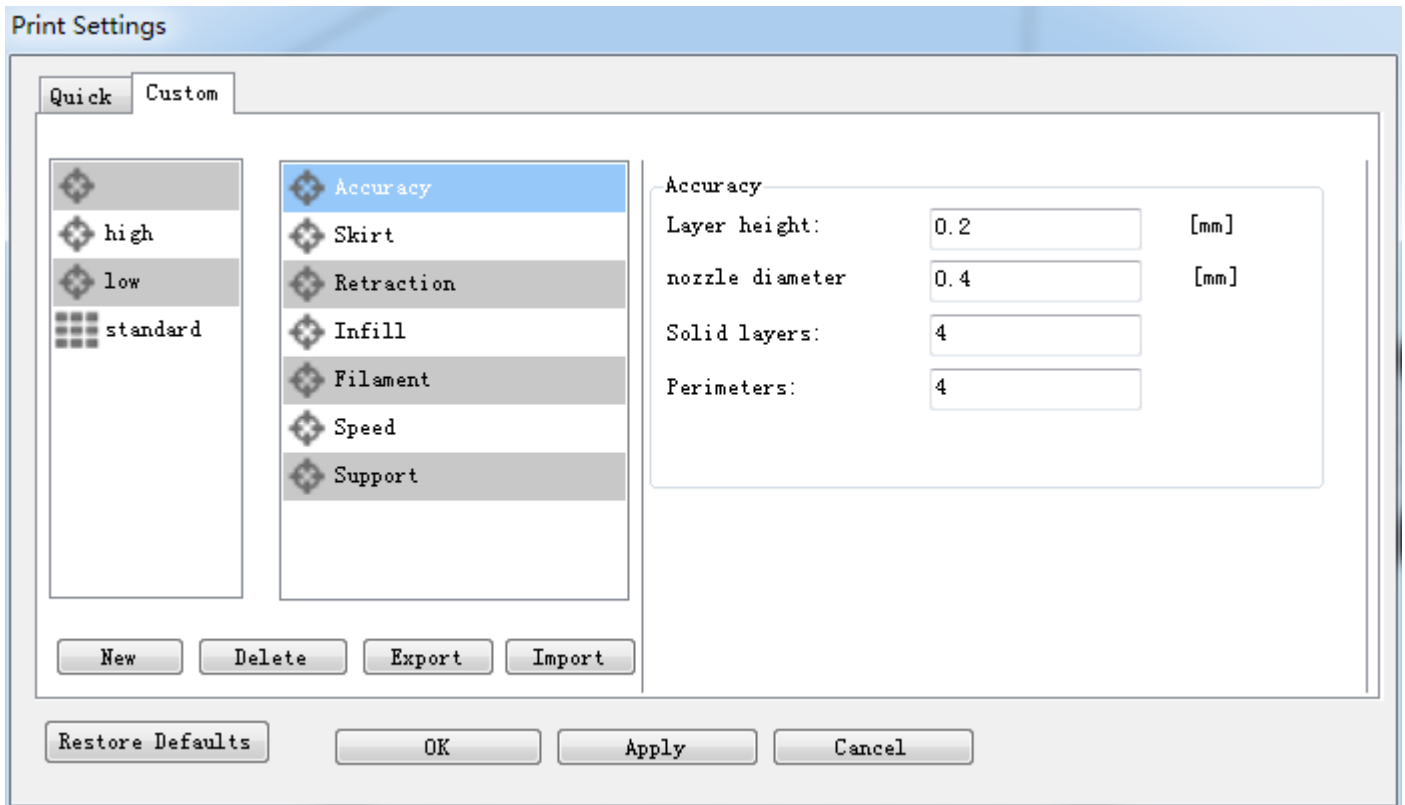 Print Settings
Quick
Custom
high
low
standard
Accuracy
Skirt
Retraction
Infill
Filament
Speed
Support
Accuracy
Layer height: 0.2 [mm]
nozzle diameter 0.4 [mm]
Solid layers: 4
Perimeters: 4
New
Delete
Export
Import
Restore Defaults
OK
Apply
Cancel